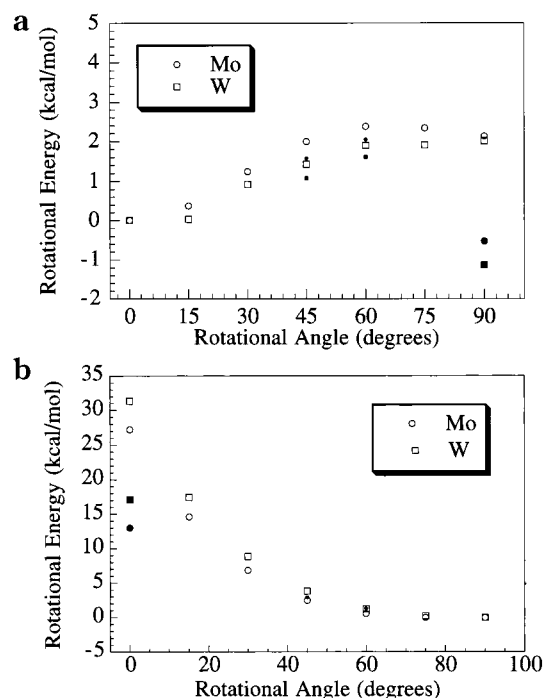 a
Rotational Energy (kcal/mol)
5
4
3
2
1
0
-1
-2
Mo
W
0 15 30 45 60 75 90
Rotational Angle (degrees)
b
Rotational Energy (kcal/mol)
35
30
25
20
15
10
5
0
-5
Mo
W
0 20 40 60 80 100
Rotational Angle (degrees)